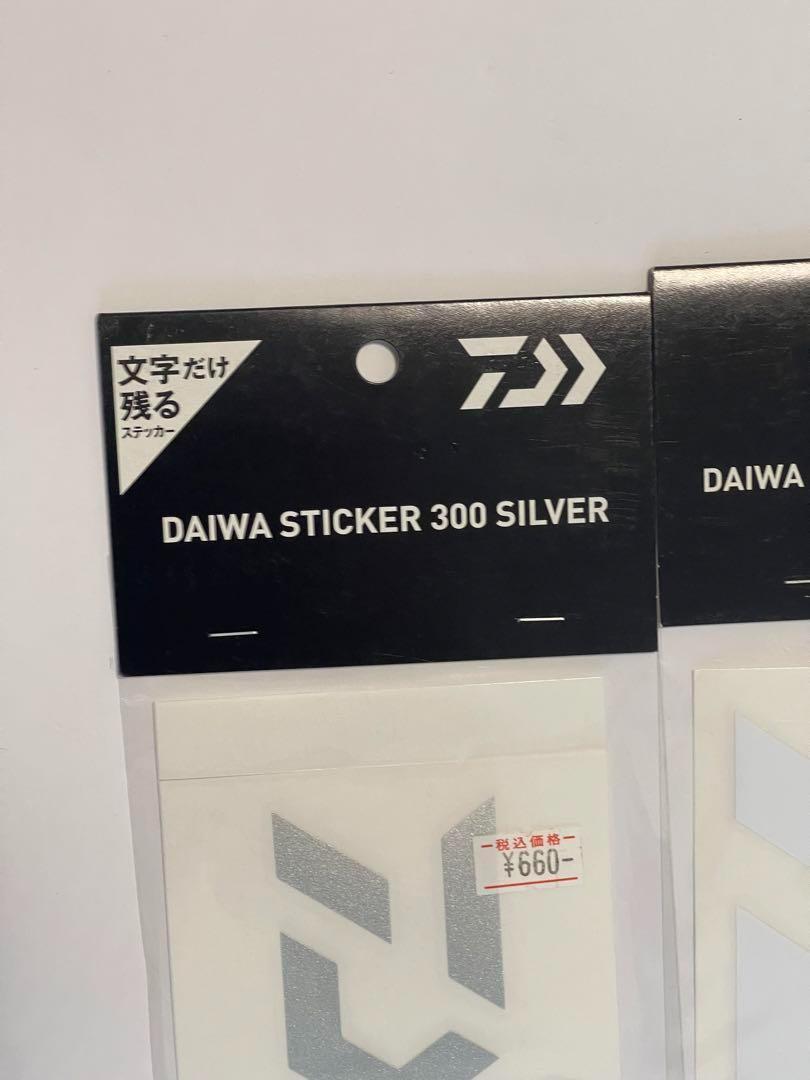 文字だけ
残る
ステッカー
DAIWA STICKER 300 SILVER
DAIWA
税込価格
¥660-